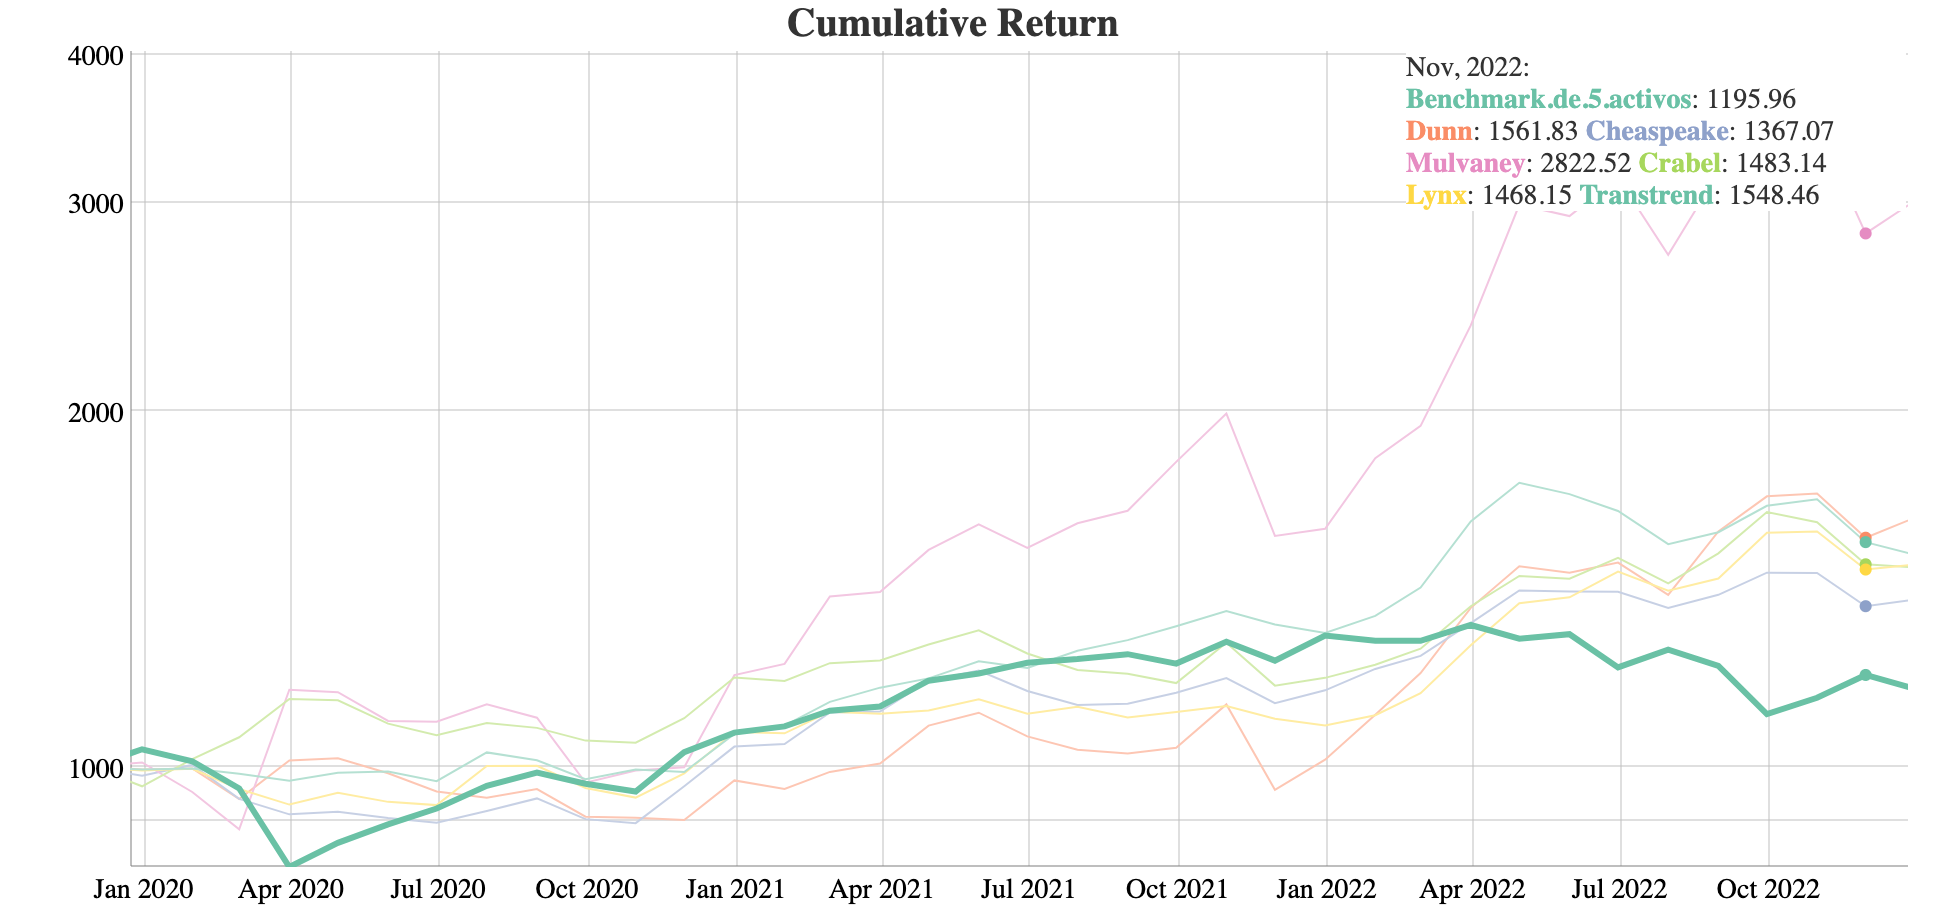 Cumulative Return
4000
3000
2000
1000
Nov, 2022:
Benchmark.de.5.activos: 1195.96
Dunn: 1561.83 Cheaspeake: 1367.07
Mulvaney: 2822.52 Crabel: 1483.14
Lynx: 1468.15 Transtrend: 1548.46
Jan 2020 Apr 2020 Jul 2020 Oct 2020 Jan 2021 Apr 2021 Jul 2021 Oct 2021 Jan 2022 Apr 2022 Jul 2022 Oct 2022